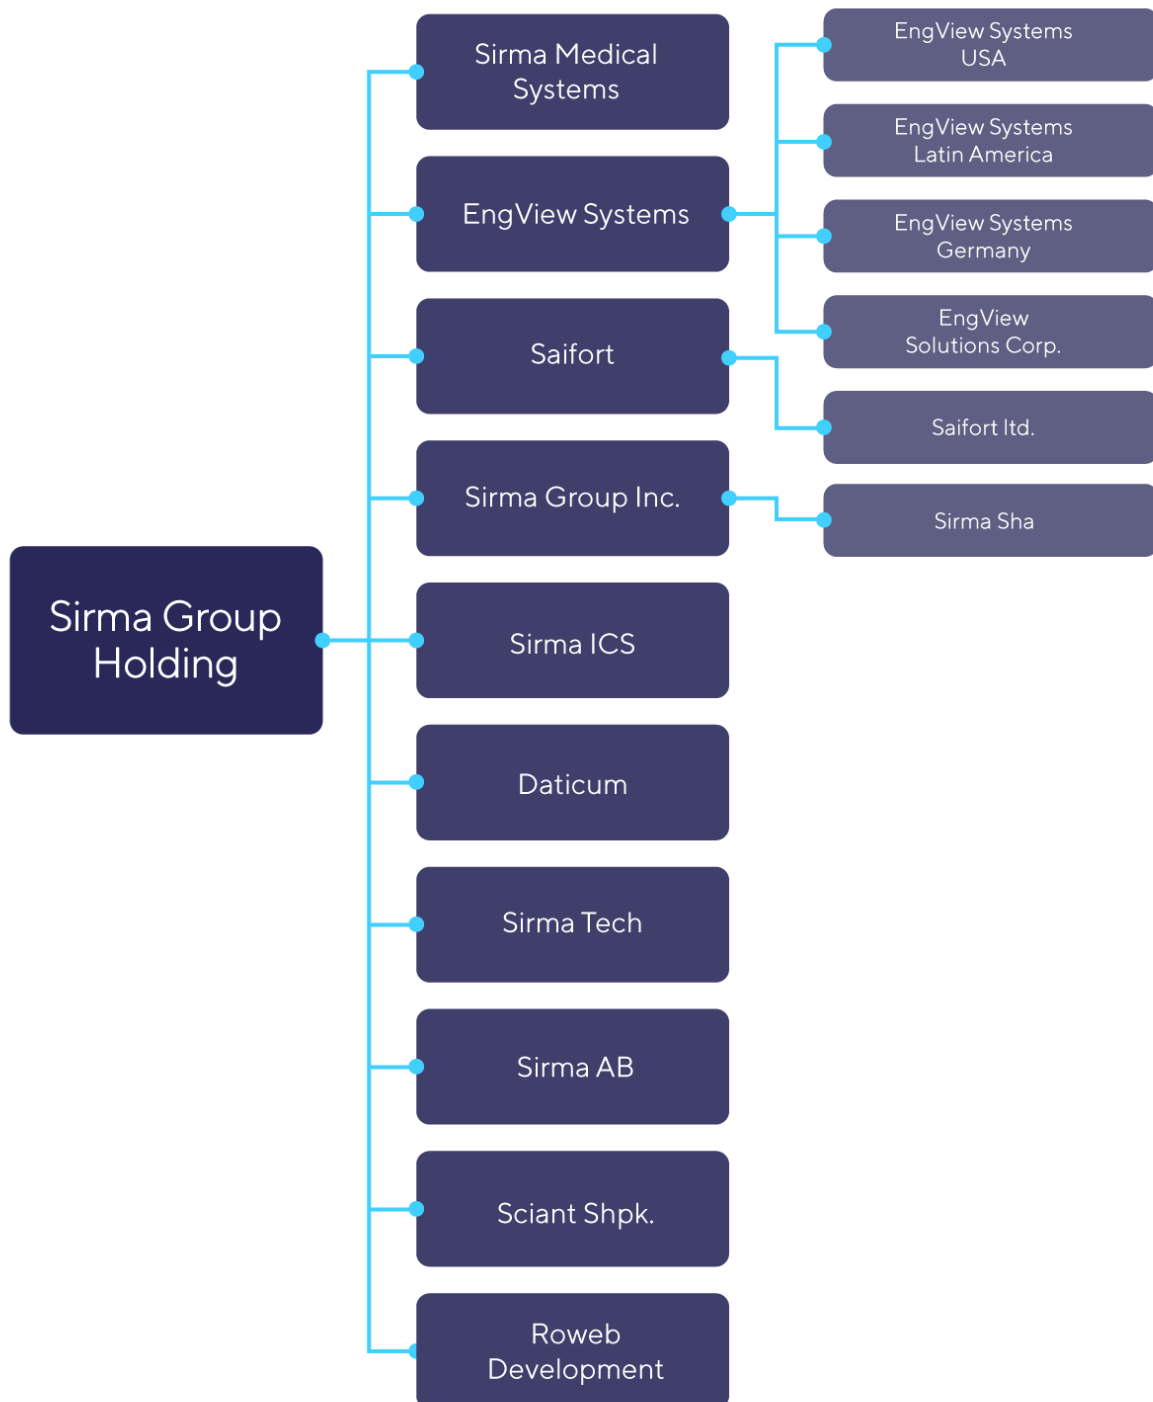 Sirma Group
Holding
Sirma Medical
Systems
EngView Systems
Saifort
Sirma Group Inc.
Sirma ICS
Daticum
Sirma Tech
Sirma AB
Sciant Shpk.
Roweb
Development
EngView Systems
USA
EngView Systems
Latin America
EngView Systems
Germany
EngView
Solutions Corp.
Saifort ltd.
Sirma Sha